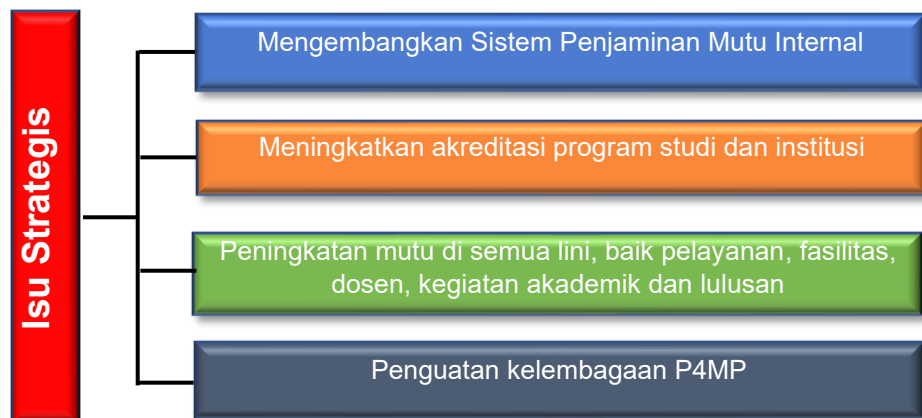 Isu Strategis
Mengembangkan Sistem Penjaminan Mutu Internal
Meningkatkan akreditasi program studi dan institusi
Peningkatan mutu di semua lini, baik pelayanan, fasilitas,
dosen, kegiatan akademik dan lulusan
Penguatan kelembagaan P4MP